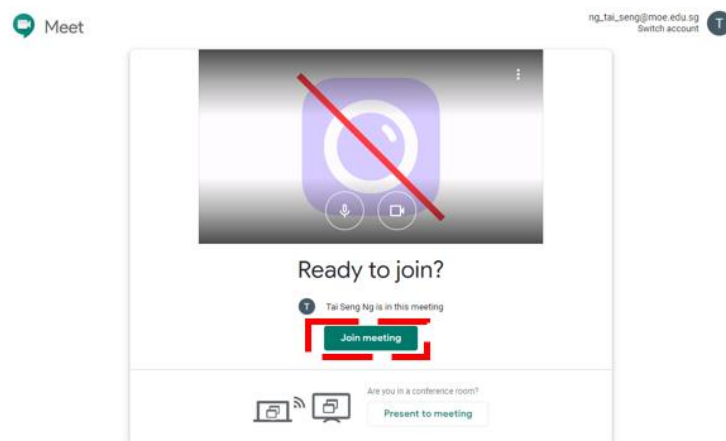 Meet
ng_tai_seng@moe.edu.sg
Switch account
T
Ready to join?
T Tai Seng Ng is in this meeting
Join meeting
Are you in a conference room?
Present to meeting